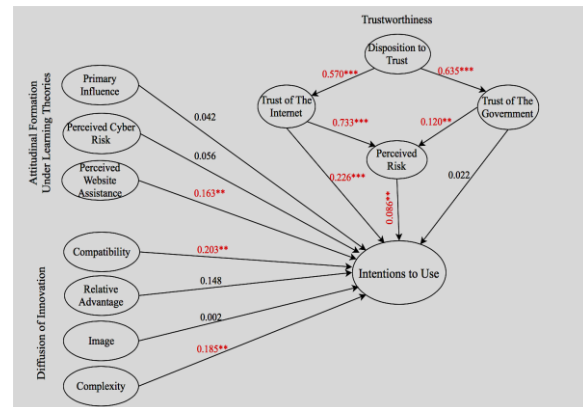 Trustworthiness
Disposition to
Trust
0.570***
0.635***
Trust of The
Internet
Trust of The
Government
0.733***
0.120**
Perceived
Risk
0.226***
0.086**
0.022
Attitudinal Formation
Under Learning Theories
Primary
Influence
0.042
Perceived Cyber
Risk
0.056
Perceived
Website
Assistance
0.163**
Diffusion of Innovation
Compatibility
0.203**
Relative
Advantage
0.148
Image
0.002
Complexity
0.185**
Intentions to Use